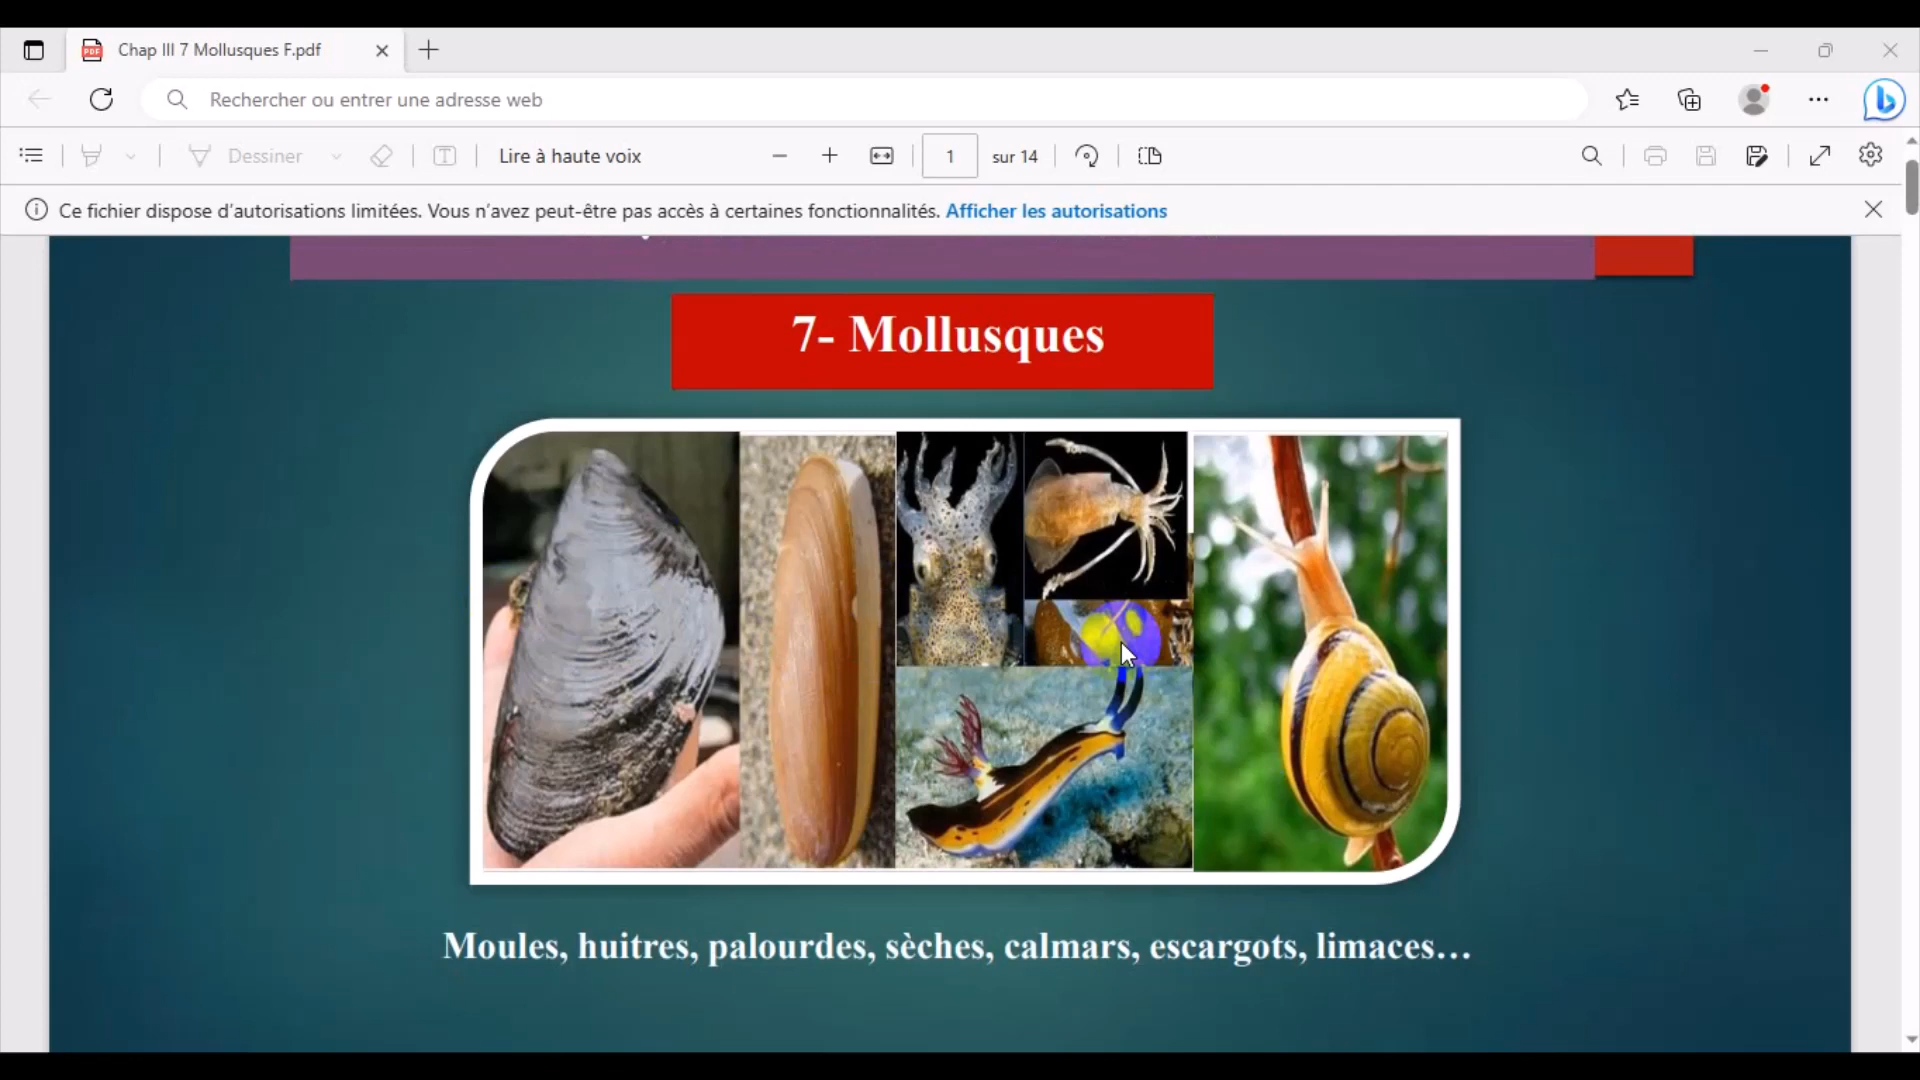 Chap III 7 Mollusques F.pdf
Rechercher ou entrer une adresse web
Dessiner
Lire à haute voix
1 sur 14
Ce fichier dispose d'autorisations limitées. Vous n'avez peut-être pas accès à certaines fonctionnalités. Afficher les autorisations
7- Mollusques
Moules, huitres, palourdes, sèches, calmars, escargots, limaces…